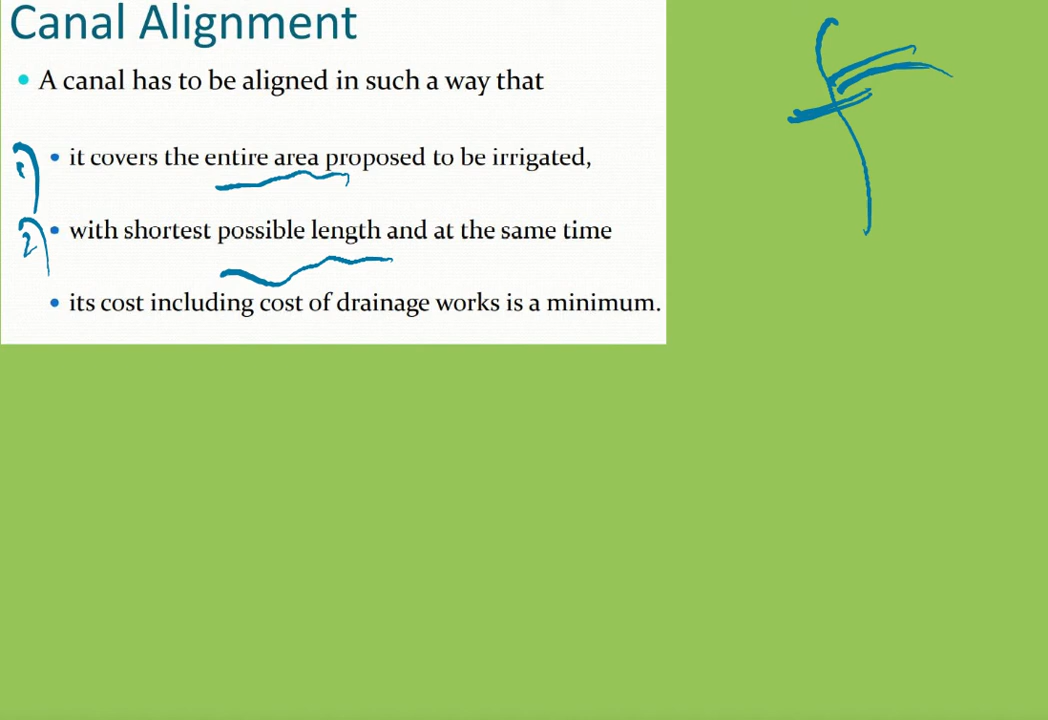 Canal Alignment
• A canal has to be aligned in such a way that
1) • it covers the entire area proposed to be irrigated,
2) • with shortest possible length and at the same time
• its cost including cost of drainage works is a minimum.